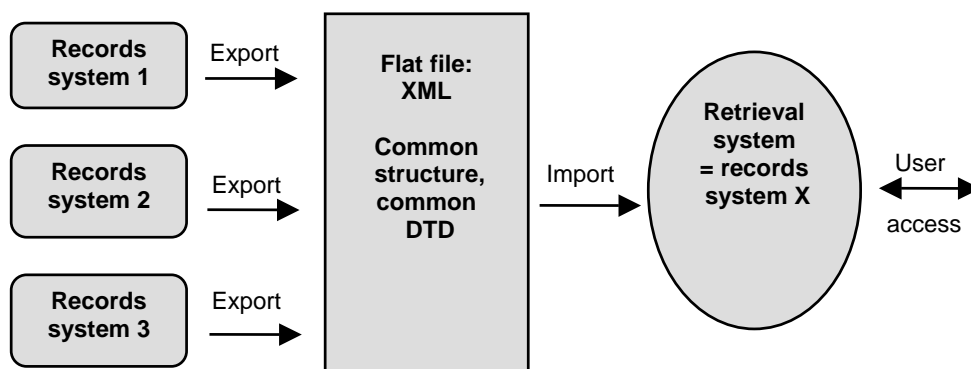 Records
system 1
Export
Records
system 2
Export
Records
system 3
Export
Flat file:
XML
Common
structure,
common
DTD
Import
Retrieval
system
= records
system X
User
access